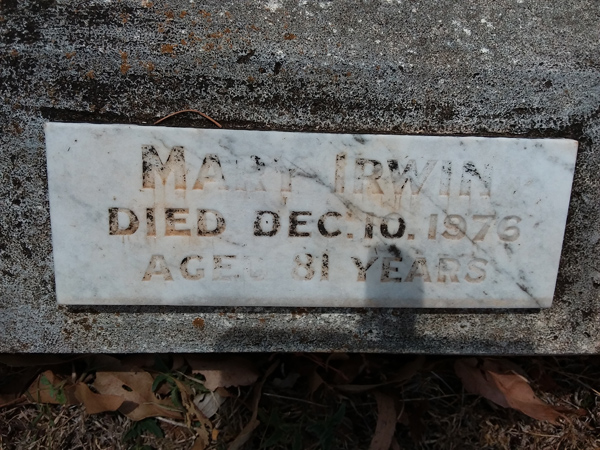 MARY IRWIN
DIED DEC. 10. 1976
AGED 81 YEARS